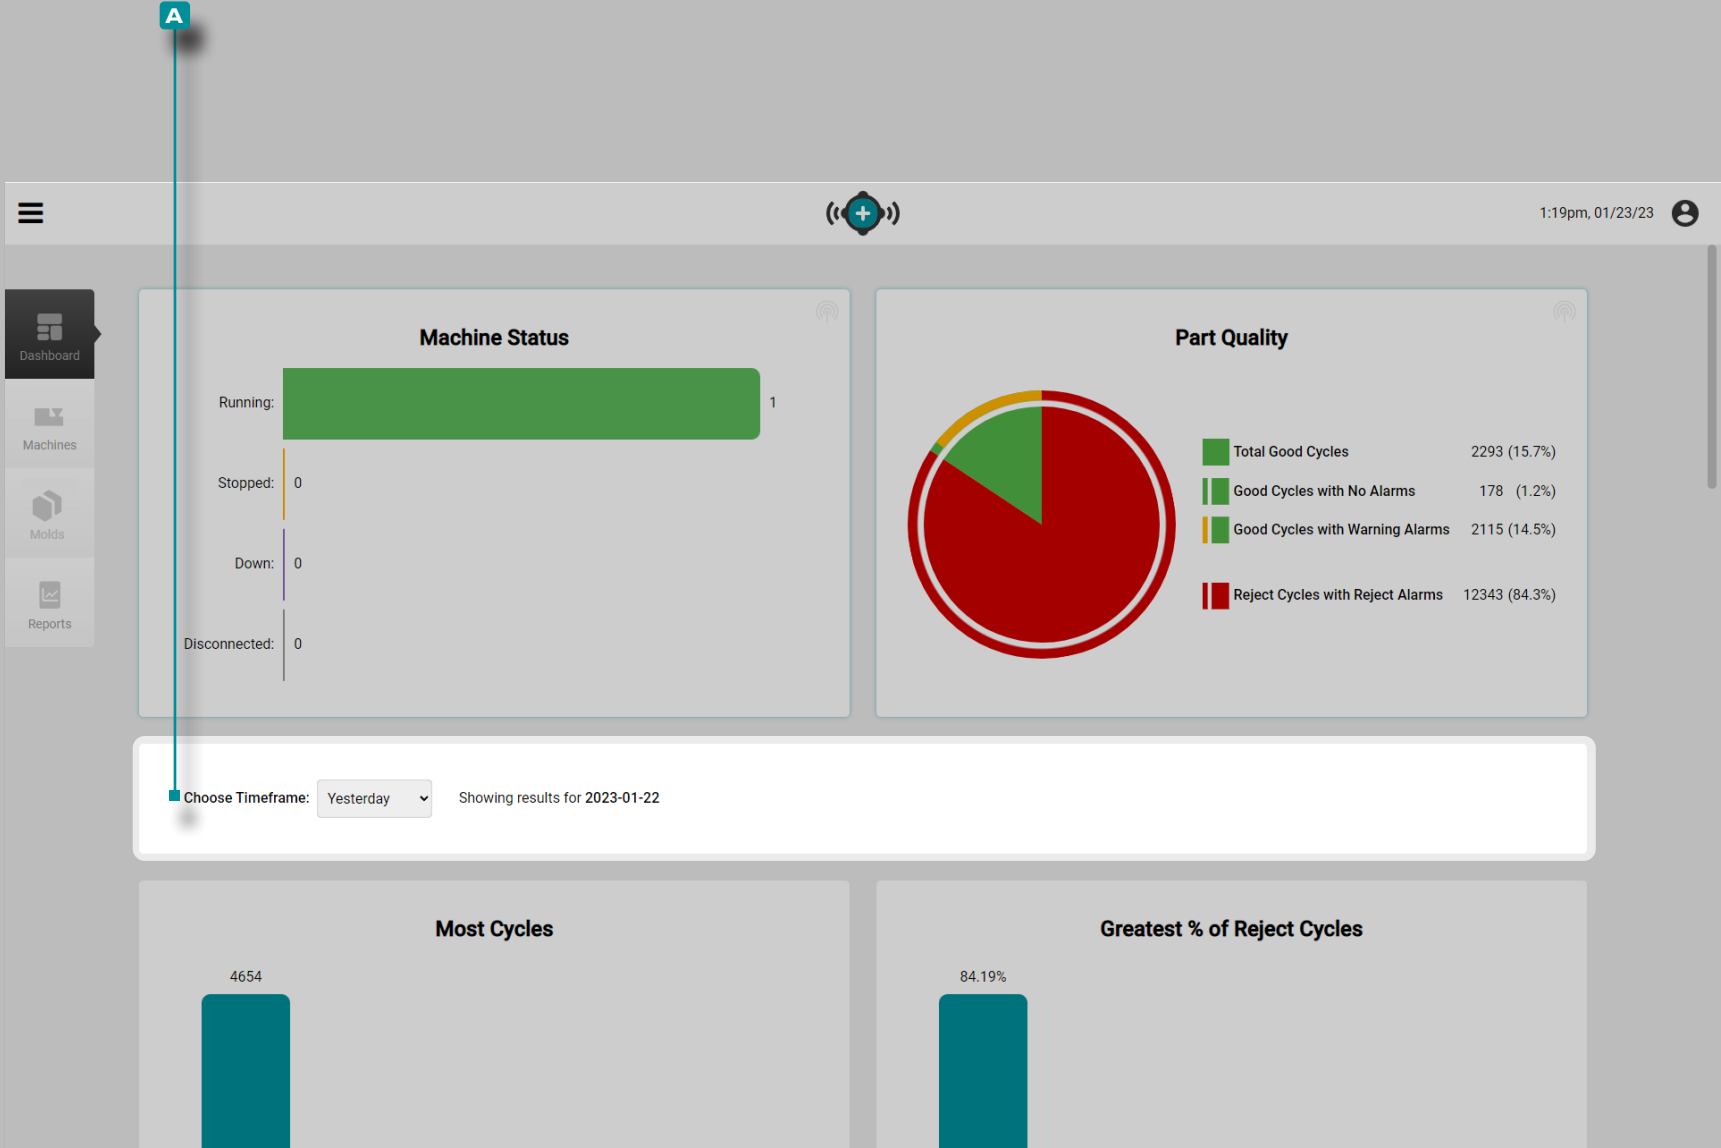 A
1:19pm, 01/23/23
Dashboard
Machines
Molds
Reports
Machine Status
Running: 1
Stopped: 0
Down: 0
Disconnected: 0
Part Quality
Total Good Cycles 2293 (15.7%)
Good Cycles with No Alarms 178 (1.2%)
Good Cycles with Warning Alarms 2115 (14.5%)
Reject Cycles with Reject Alarms 12343 (84.3%)
Choose Timeframe: Yesterday Showing results for 2023-01-22
Most Cycles
4654
Greatest % of Reject Cycles
84.19%